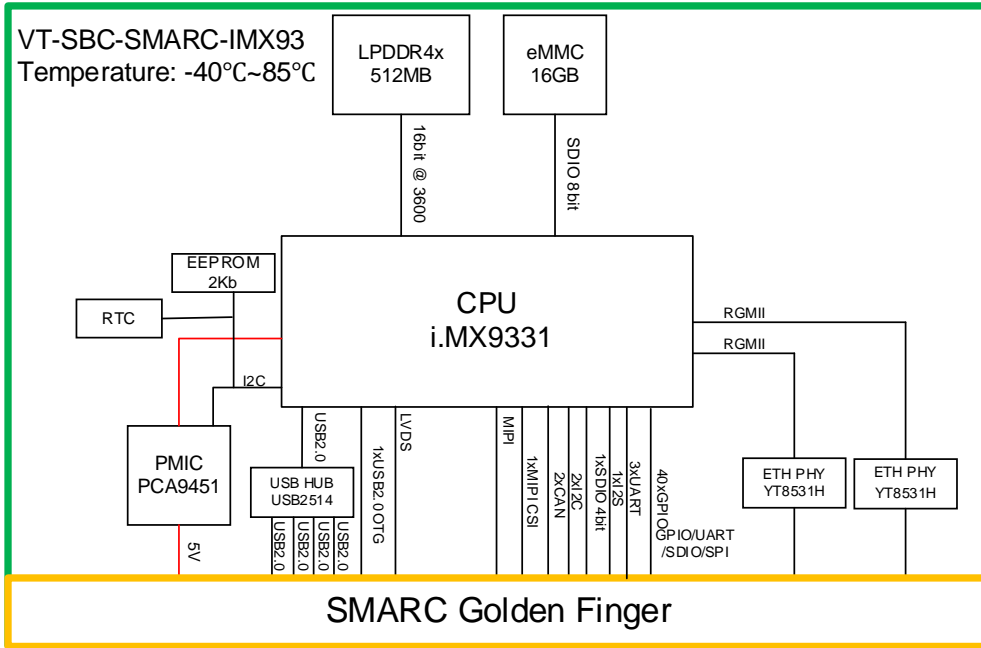 VT-SBC-SMARC-IMX93
Temperature: -40℃~85℃
LPDDR4x
512MB
eMMC
16GB
16bit @ 3600
SDIO 8bit
EEPROM
2Kb
RTC
CPU
i.MX9331
RGMII
RGMII
I2C
PMIC
PCA9451
5V
USB2.0
USB HUB
USB2514
USB2.0
USB2.0
USB2.0
USB2.0
1xUSB2.0 OTG
LVDS
MIPI
1xMIPI CSI
2xCAN
2xI2C
1xSDIO 4bit
1xI2S
3xUART
40xGPIO
GPIO/UART
/SDIO/SPI
ETH PHY
YT8531H
ETH PHY
YT8531H
SMARC Golden Finger